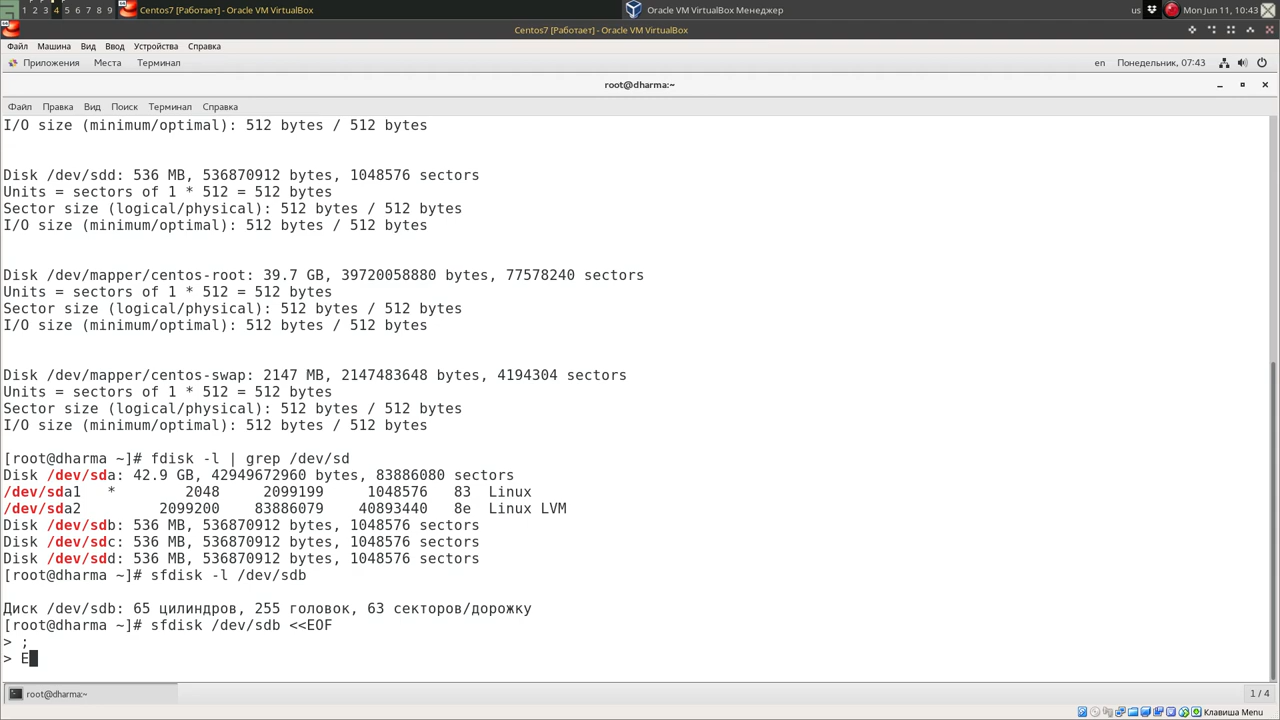 1 2 3 4 5 6 7 8 9 Centos7 [Работает] - Oracle VM VirtualBox Oracle VM VirtualBox Менеджер us Mon Jun 11, 10:43
Centos7 [Работает] - Oracle VM VirtualBox
Файл Машина Вид Ввод Устройства Справка
Приложения Места Терминал en Понедельник, 07:43
root@dharma:~
Файл Правка Вид Поиск Терминал Справка
I/O size (minimum/optimal): 512 bytes / 512 bytes
Disk /dev/sdd: 536 MB, 536870912 bytes, 1048576 sectors
Units = sectors of 1 * 512 = 512 bytes
Sector size (logical/physical): 512 bytes / 512 bytes
I/O size (minimum/optimal): 512 bytes / 512 bytes
Disk /dev/mapper/centos-root: 39.7 GB, 39720058880 bytes, 77578240 sectors
Units = sectors of 1 * 512 = 512 bytes
Sector size (logical/physical): 512 bytes / 512 bytes
I/O size (minimum/optimal): 512 bytes / 512 bytes
Disk /dev/mapper/centos-swap: 2147 MB, 2147483648 bytes, 4194304 sectors
Units = sectors of 1 * 512 = 512 bytes
Sector size (logical/physical): 512 bytes / 512 bytes
I/O size (minimum/optimal): 512 bytes / 512 bytes
[root@dharma ~]# fdisk -l | grep /dev/sd
Disk /dev/sda: 42.9 GB, 42949672960 bytes, 83886080 sectors
/dev/sda1 * 2048 2099199 1048576 83 Linux
/dev/sda2 2099200 83886079 40893440 8e Linux LVM
Disk /dev/sdb: 536 MB, 536870912 bytes, 1048576 sectors
Disk /dev/sdc: 536 MB, 536870912 bytes, 1048576 sectors
Disk /dev/sdd: 536 MB, 536870912 bytes, 1048576 sectors
[root@dharma ~]# sfdisk -l /dev/sdb
Диск /dev/sdb: 65 цилиндров, 255 головок, 63 секторов/дорожку
[root@dharma ~]# sfdisk /dev/sdb <<EOF
> ;
> E
root@dharma:~ 1 / 4
Клавиша Menu